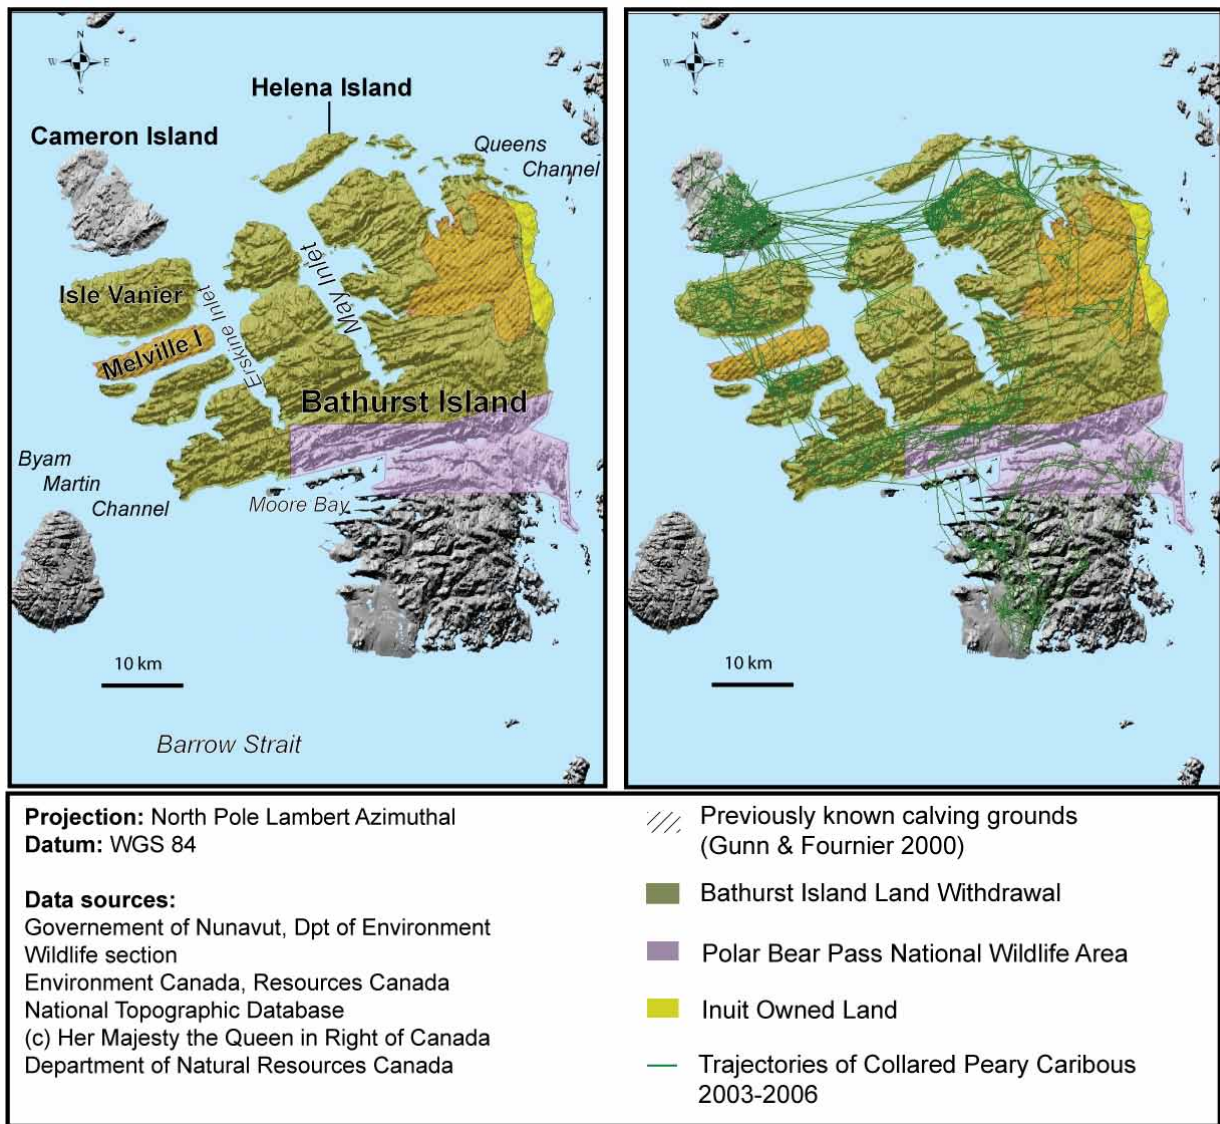 N
W E
S
Helena Island
Cameron Island
Queens
Channel
Isle Vanier
Erskine Inlet
May Inlet
Melville I
Bathurst Island
Byam
Martin
Channel
Moore Bay
10 km
Barrow Strait
N
W E
S
10 km
Projection: North Pole Lambert Azimuthal
Datum: WGS 84
Data sources:
Governement of Nunavut, Dpt of Environment
Wildlife section
Environment Canada, Resources Canada
National Topographic Database
(c) Her Majesty the Queen in Right of Canada
Department of Natural Resources Canada
Previously known calving grounds
(Gunn & Fournier 2000)
Bathurst Island Land Withdrawal
Polar Bear Pass National Wildlife Area
Inuit Owned Land
Trajectories of Collared Peary Caribous
2003-2006